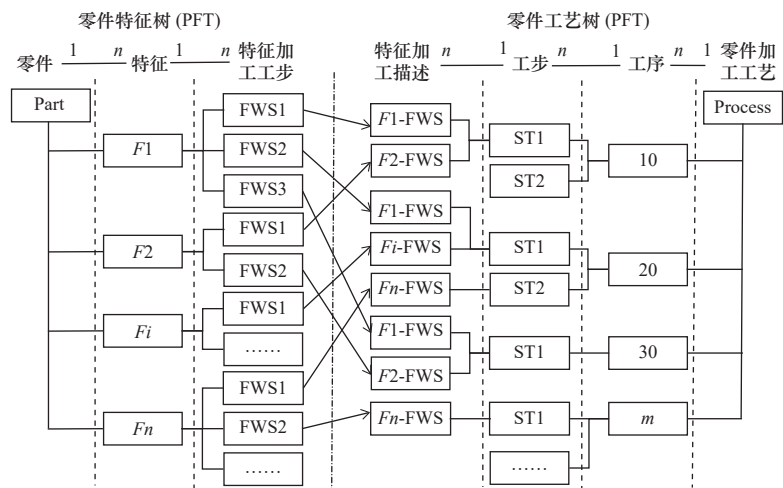 零件特征树 (PFT)
零件工艺树 (PFT)
零件 1 n 特征 1 n 特征加
工工步
特征加
工描述 n 1 工步 n 1 工序 n 1 零件加
工工艺
Part
F1
F2
Fi
Fn
FWS1
FWS2
FWS3
FWS1
FWS2
FWS1
……
FWS1
FWS2
……
F1-FWS
F2-FWS
F1-FWS
Fi-FWS
Fn-FWS
F1-FWS
F2-FWS
Fn-FWS
ST1
ST2
ST1
ST2
ST1
ST1
……
10
20
30
m
Process